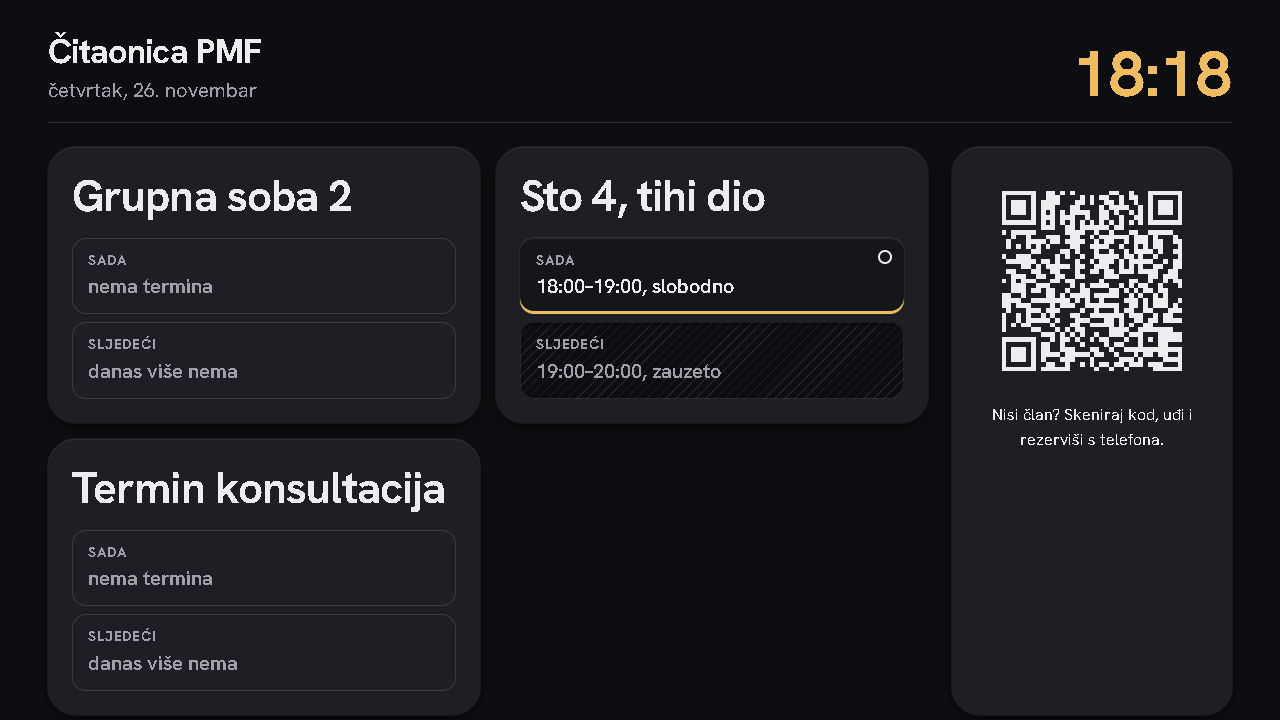 Čitaonica PMF
četvrtak, 26. novembar
18:18
Grupna soba 2
SADA
nema termina
SLJEDEĆI
danas više nema
Sto 4, tihi dio
SADA
18:00–19:00, slobodno
SLJEDEĆI
19:00–20:00, zauzeto
Termin konsultacija
SADA
nema termina
SLJEDEĆI
danas više nema
Nisi član? Skeniraj kod, uđi i
rezerviši s telefona.